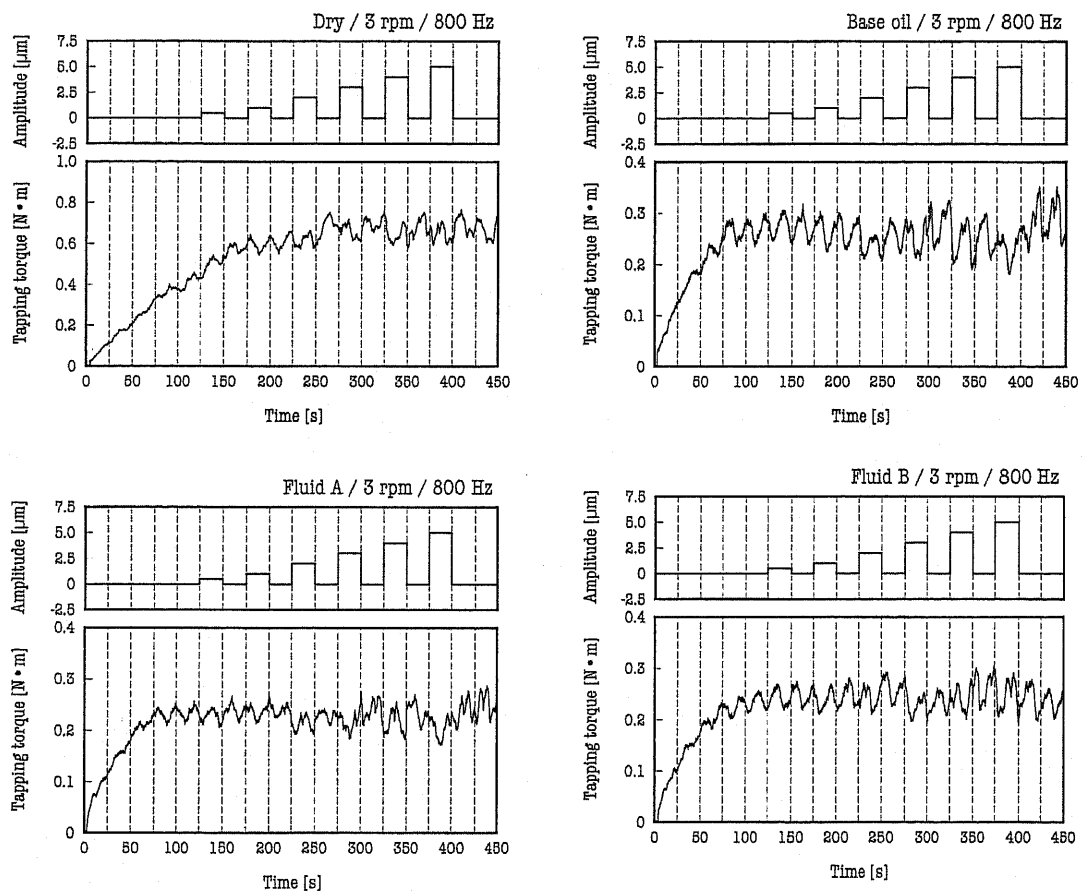 Dry / 3 rpm / 800 Hz
Amplitude [µm]
7.5
5.0
2.5
0
-2.5
Tapping torque [N・m]
1.0
0.8
0.6
0.4
0.2
0
0 50 100 150 200 250 300 350 400 450
Time [s]
Base oil / 3 rpm / 800 Hz
Amplitude [µm]
7.5
5.0
2.5
0
-2.5
Tapping torque [N・m]
0.4
0.3
0.2
0.1
0
0 50 100 150 200 250 300 350 400 450
Time [s]
Fluid A / 3 rpm / 800 Hz
Amplitude [µm]
7.5
5.0
2.5
0
-2.5
Tapping torque [N・m]
0.4
0.3
0.2
0.1
0
0 50 100 150 200 250 300 350 400 450
Time [s]
Fluid B / 3 rpm / 800 Hz
Amplitude [µm]
7.5
5.0
2.5
0
-2.5
Tapping torque [N・m]
0.4
0.3
0.2
0.1
0
0 50 100 150 200 250 300 350 400 450
Time [s]